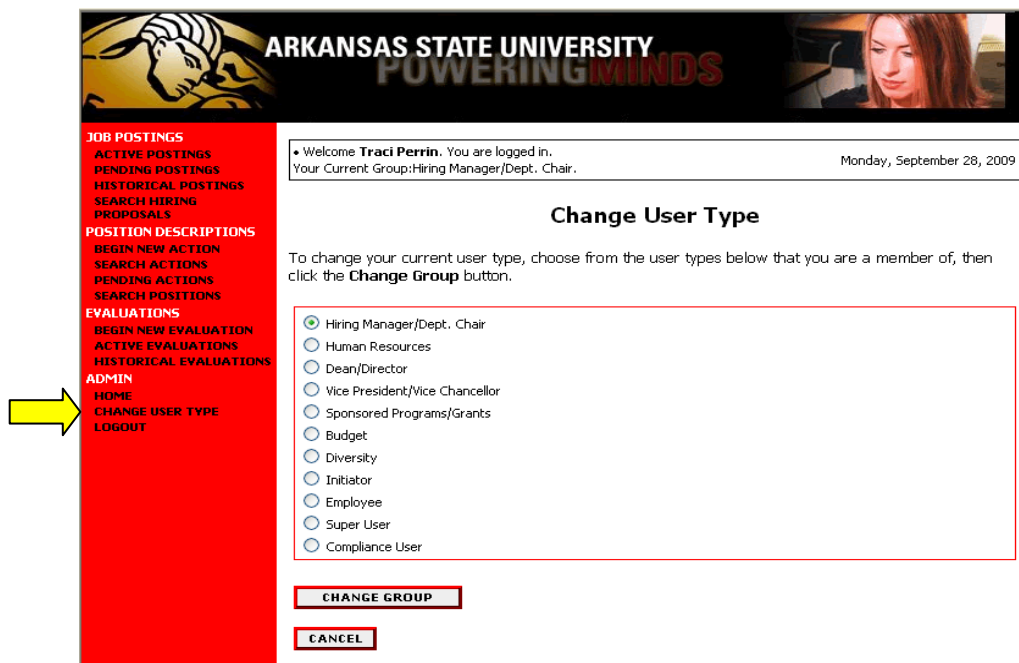 ARKANSAS STATE UNIVERSITY
POWERINGMINDS
JOB POSTINGS
ACTIVE POSTINGS
PENDING POSTINGS
HISTORICAL POSTINGS
SEARCH HIRING
PROPOSALS
POSITION DESCRIPTIONS
BEGIN NEW ACTION
SEARCH ACTIONS
PENDING ACTIONS
SEARCH POSITIONS
EVALUATIONS
BEGIN NEW EVALUATION
ACTIVE EVALUATIONS
HISTORICAL EVALUATIONS
ADMIN
HOME
CHANGE USER TYPE
LOGOUT
• Welcome Traci Perrin. You are logged in.
Your Current Group:Hiring Manager/Dept. Chair.
Monday, September 28, 2009
Change User Type
To change your current user type, choose from the user types below that you are a member of, then
click the Change Group button.
Hiring Manager/Dept. Chair
Human Resources
Dean/Director
Vice President/Vice Chancellor
Sponsored Programs/Grants
Budget
Diversity
Initiator
Employee
Super User
Compliance User
CHANGE GROUP
CANCEL